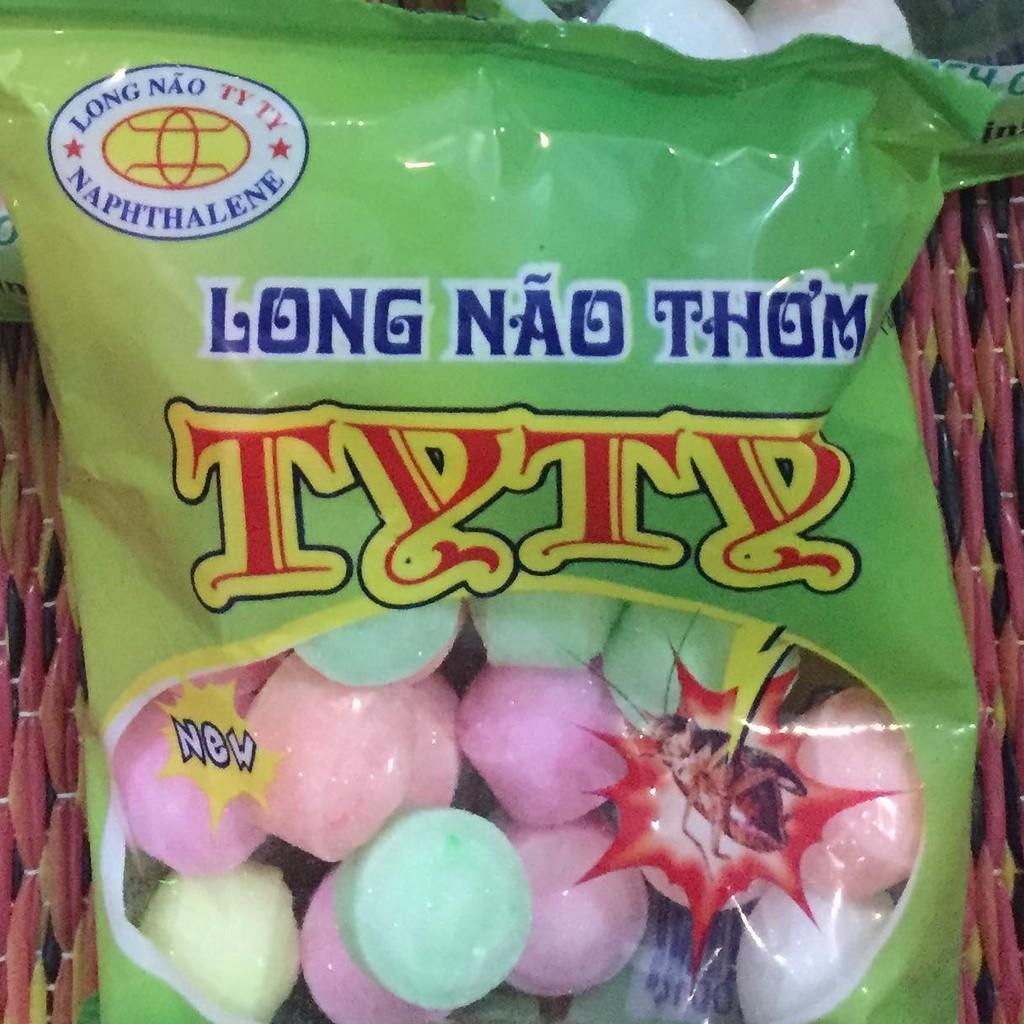 LONG NÃO TY TY
NAPHTHALENE
LONG NÃO THƠM
TYTY
NEW